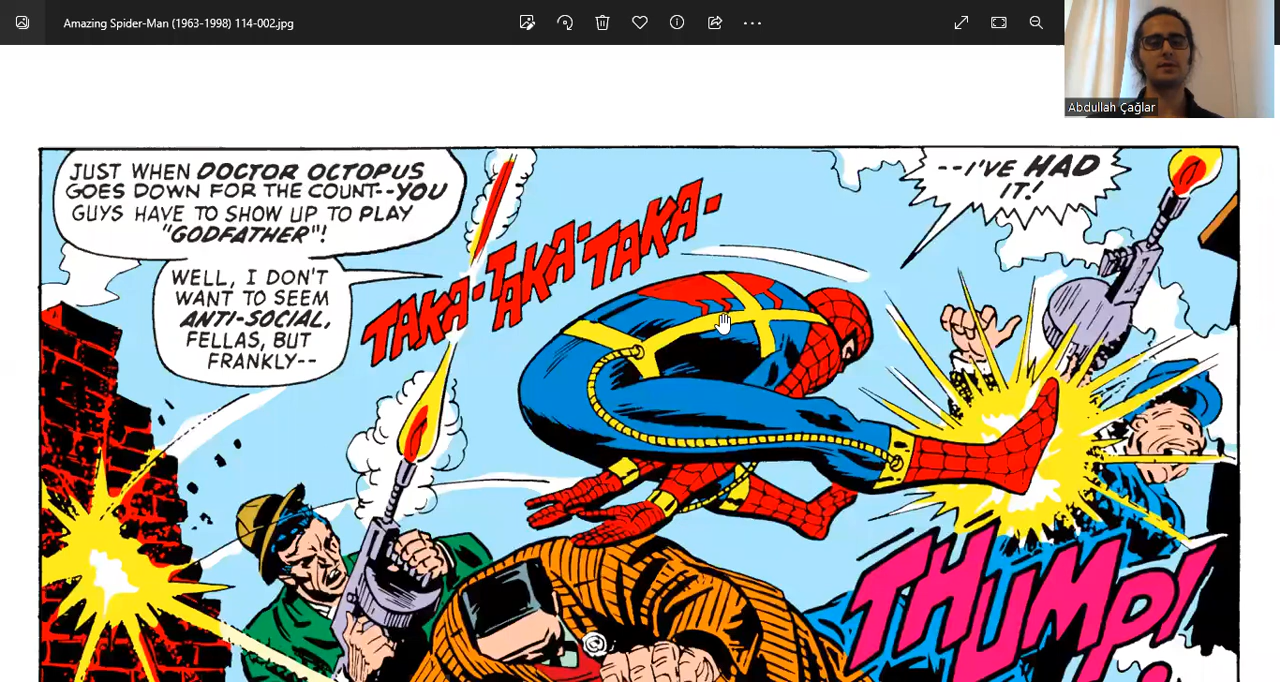 Amazing Spider-Man (1963-1998) 114-002.jpg
Abdullah Çağlar
JUST WHEN DOCTOR OCTOPUS
GOES DOWN FOR THE COUNT--YOU
GUYS HAVE TO SHOW UP TO PLAY
"GODFATHER"!
WELL, I DON'T
WANT TO SEEM
ANTI-SOCIAL,
FELLAS, BUT
FRANKLY--
TAKA-TAKA-TAKA-
--I'VE HAD
IT!
THUMP!